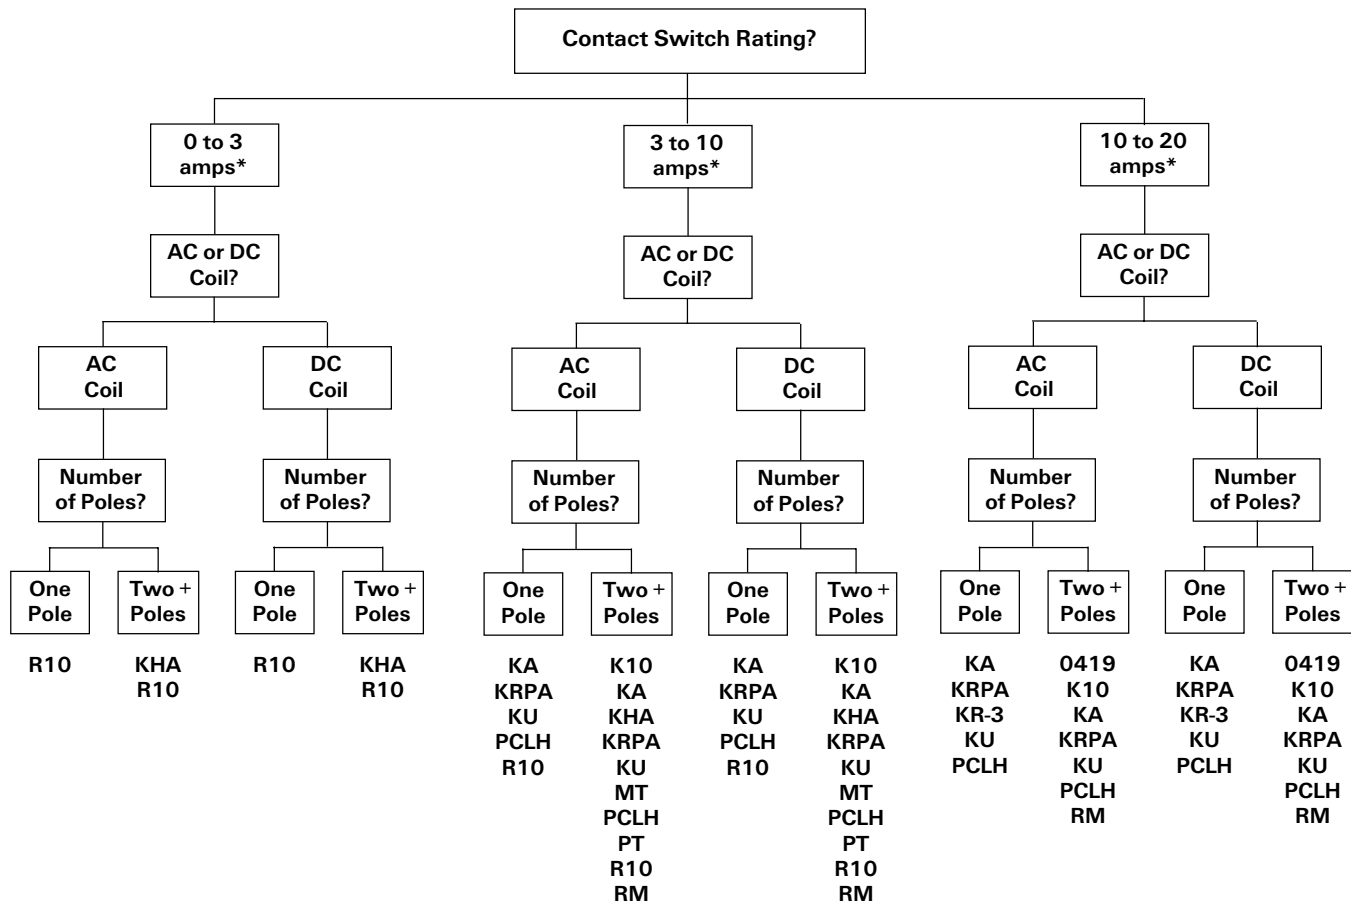 Contact Switch Rating?
0 to 3
amps*
3 to 10
amps*
10 to 20
amps*
AC or DC
Coil?
AC or DC
Coil?
AC or DC
Coil?
AC
Coil
DC
Coil
AC
Coil
DC
Coil
AC
Coil
DC
Coil
Number
of Poles?
Number
of Poles?
Number
of Poles?
Number
of Poles?
Number
of Poles?
Number
of Poles?
One
Pole
Two +
Poles
One
Pole
Two +
Poles
One
Pole
Two +
Poles
One
Pole
Two +
Poles
One
Pole
Two +
Poles
One
Pole
Two +
Poles
R10
KHA
R10
R10
KHA
R10
KA
KRPA
KU
PCLH
R10
K10
KA
KHA
KRPA
KU
MT
PCLH
PT
R10
RM
KA
KRPA
KU
PCLH
R10
K10
KA
KHA
KRPA
KU
MT
PCLH
PT
R10
RM
KA
KRPA
KR-3
KU
PCLH
0419
K10
KA
KRPA
KU
PCLH
RM
KA
KRPA
KR-3
KU
PCLH
0419
K10
KA
KRPA
KU
PCLH
RM